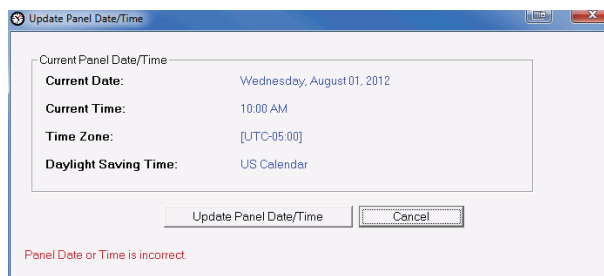 Update Panel Date/Time
Current Panel Date/Time
Current Date: Wednesday, August 01, 2012
Current Time: 10:00 AM
Time Zone: [UTC-05:00]
Daylight Saving Time: US Calendar
Update Panel Date/Time Cancel
Panel Date or Time is incorrect.